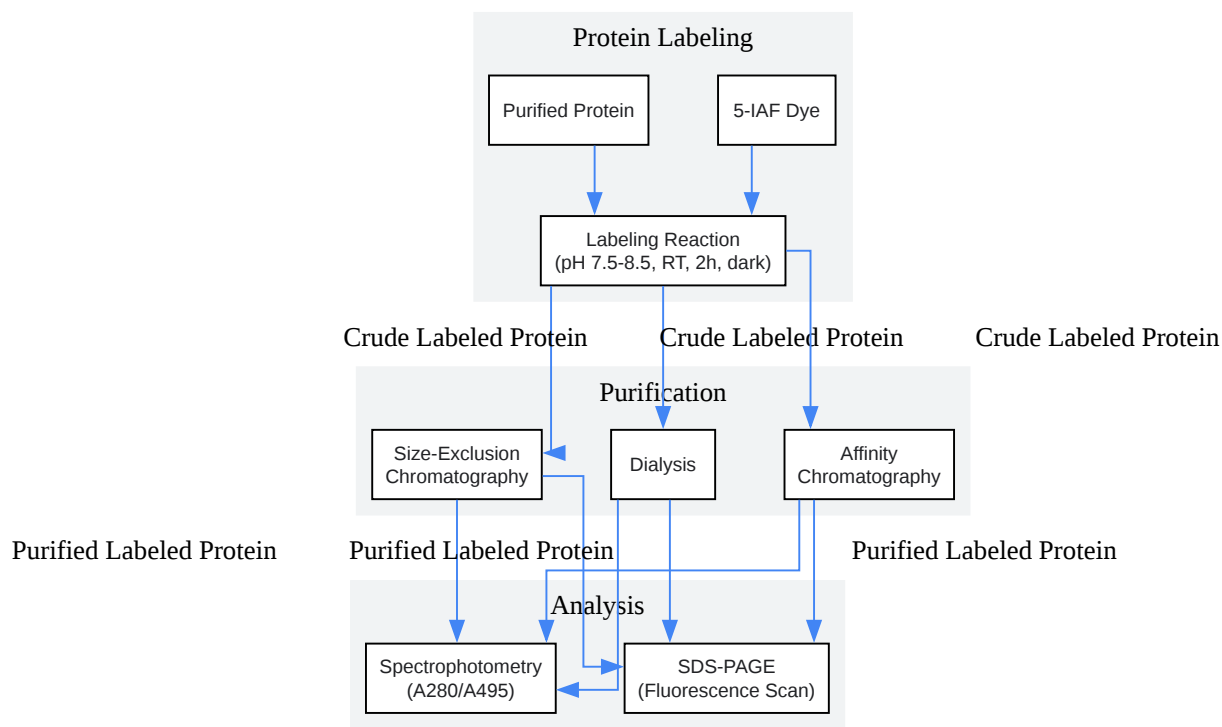 Protein Labeling
Purified Protein
5-IAF Dye
Labeling Reaction
(pH 7.5-8.5, RT, 2h, dark)
Crude Labeled Protein
Crude Labeled Protein
Crude Labeled Protein
Purification
Size-Exclusion
Chromatography
Dialysis
Affinity
Chromatography
Purified Labeled Protein
Purified Labeled Protein
Purified Labeled Protein
Analysis
Spectrophotometry
(A280/A495)
SDS-PAGE
(Fluorescence Scan)